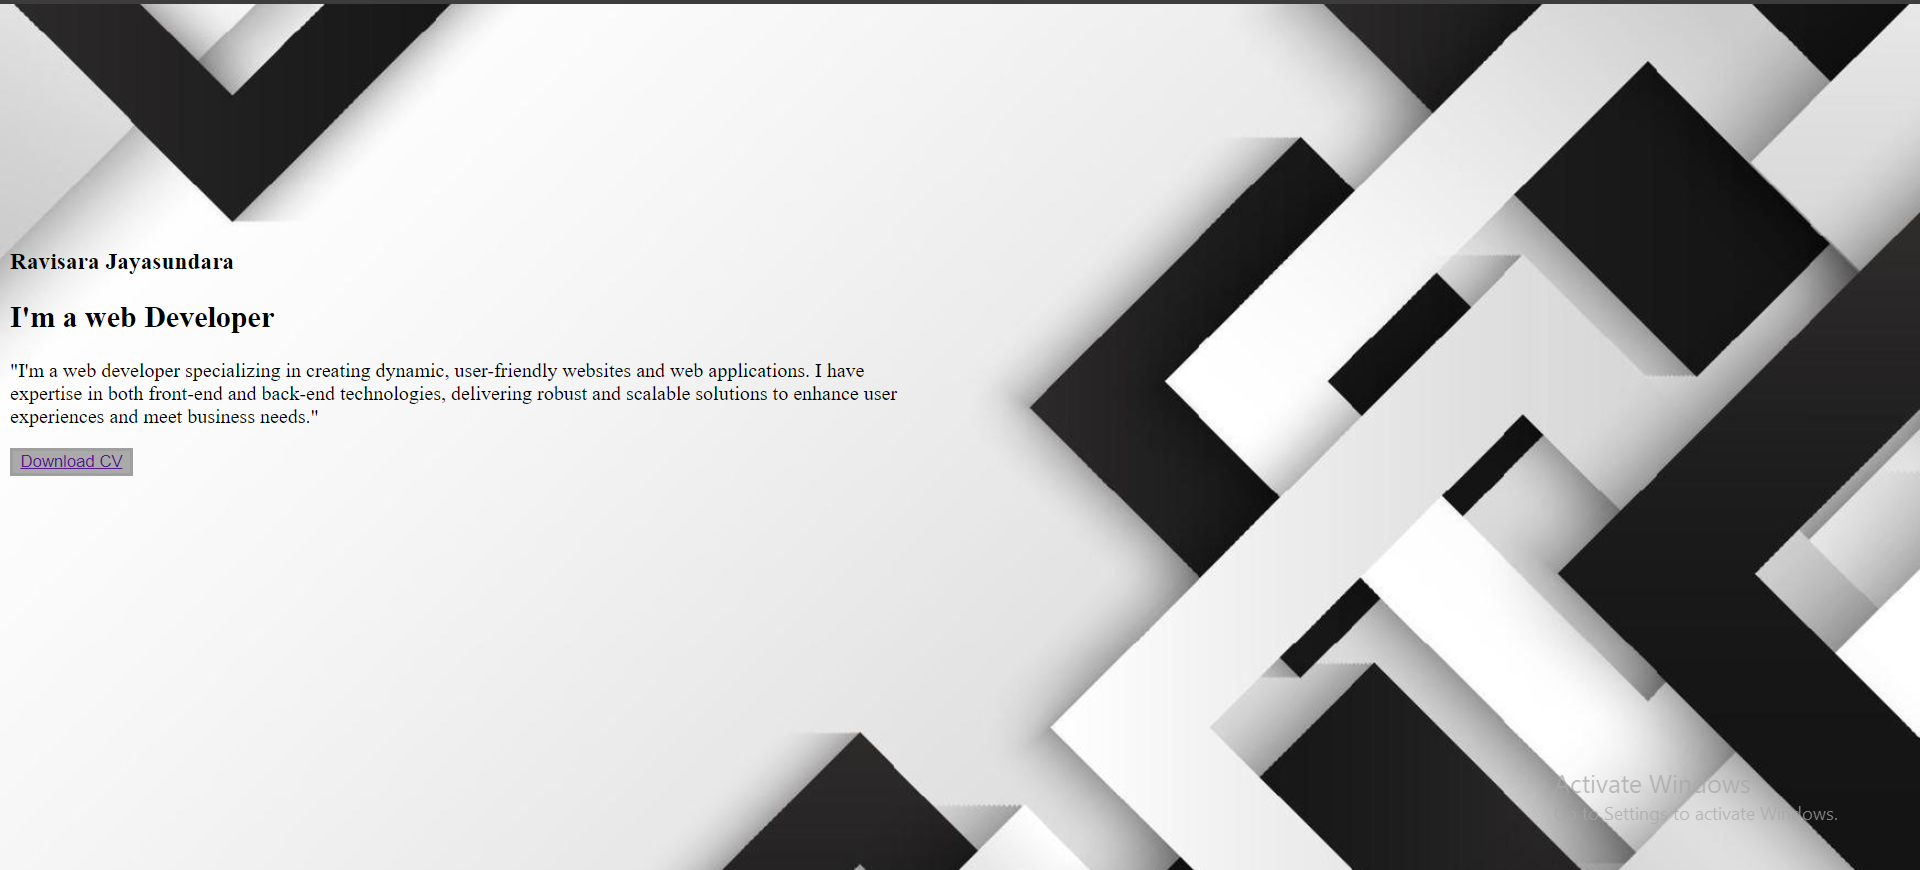 Ravisara Jayasundara
I'm a web Developer
"I'm a web developer specializing in creating dynamic, user-friendly websites and web applications. I have
expertise in both front-end and back-end technologies, delivering robust and scalable solutions to enhance user
experiences and meet business needs."
Download CV
Activate Windows
to Settings to activate Windows.